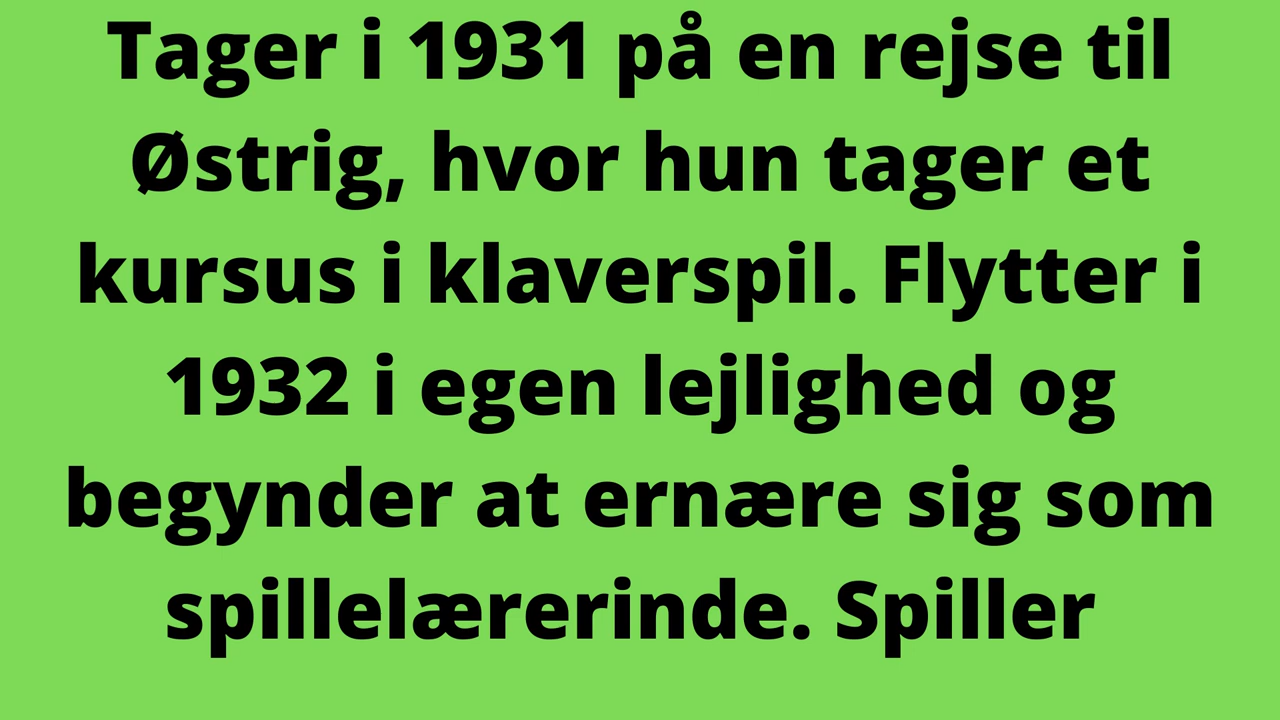 Tager i 1931 på en rejse til
Østrig, hvor hun tager et
kursus i klaverspil. Flytter i
1932 i egen lejlighed og
begynder at ernære sig som
spillelærerinde. Spiller